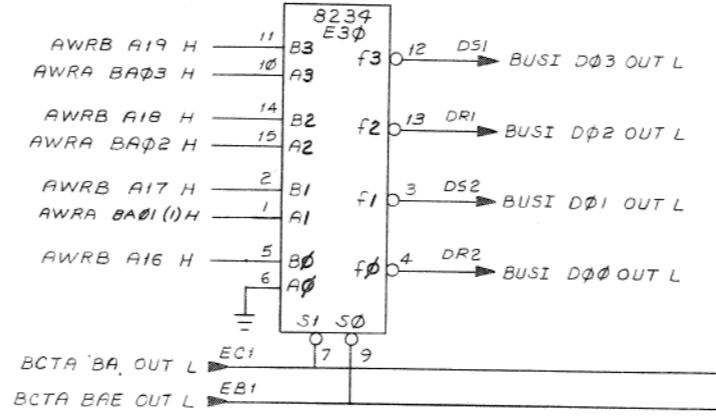 8234
E3Ø
AWRB A19 H 11 B3 f3 12 DS1 BUSI DØ3 OUT L
AWRA BAØ3 H 1Ø A3
AWRB A18 H 14 B2 f2 13 DR1 BUSI DØ2 OUT L
AWRA BAØ2 H 15 A2
AWRB A17 H 2 B1 f1 3 DS2 BUSI DØ1 OUT L
AWRA BAØ1 (1) H 1 A1
AWRB A16 H 5 BØ fØ 4 DR2 BUSI DØØ OUT L
6 AØ
S1 SØ
7 9
BCTA BA OUT L EC1
BCTA BAE OUT L EB1